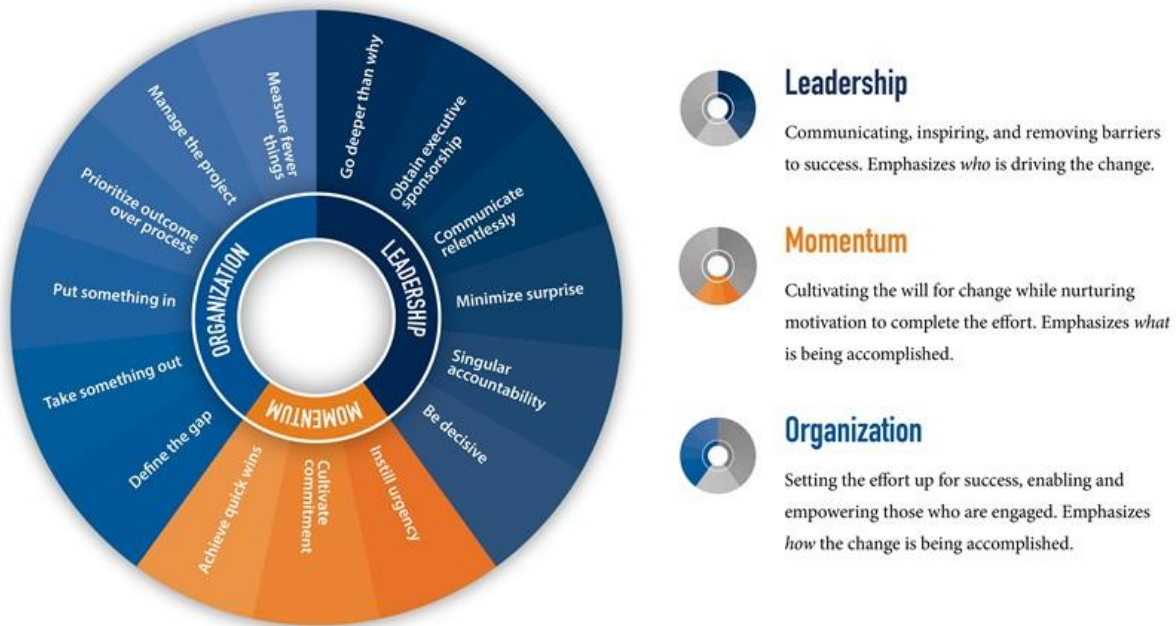 Go deeper than why
Obtain executive
sponsorship
Communicate
relentlessly
Minimize surprise
Singular
accountability
Be decisive
Instill urgency
Cultivate
commitment
Achieve quick wins
Define the gap
Take something out
Put something in
Prioritize outcome
over process
Manage the project
Measure fewer
things
LEADERSHIP
MOMENTUM
ORGANIZATION
Leadership
Communicating, inspiring, and removing barriers
to success. Emphasizes who is driving the change.
Momentum
Cultivating the will for change while nurturing
motivation to complete the effort. Emphasizes what
is being accomplished.
Organization
Setting the effort up for success, enabling and
empowering those who are engaged. Emphasizes
how the change is being accomplished.